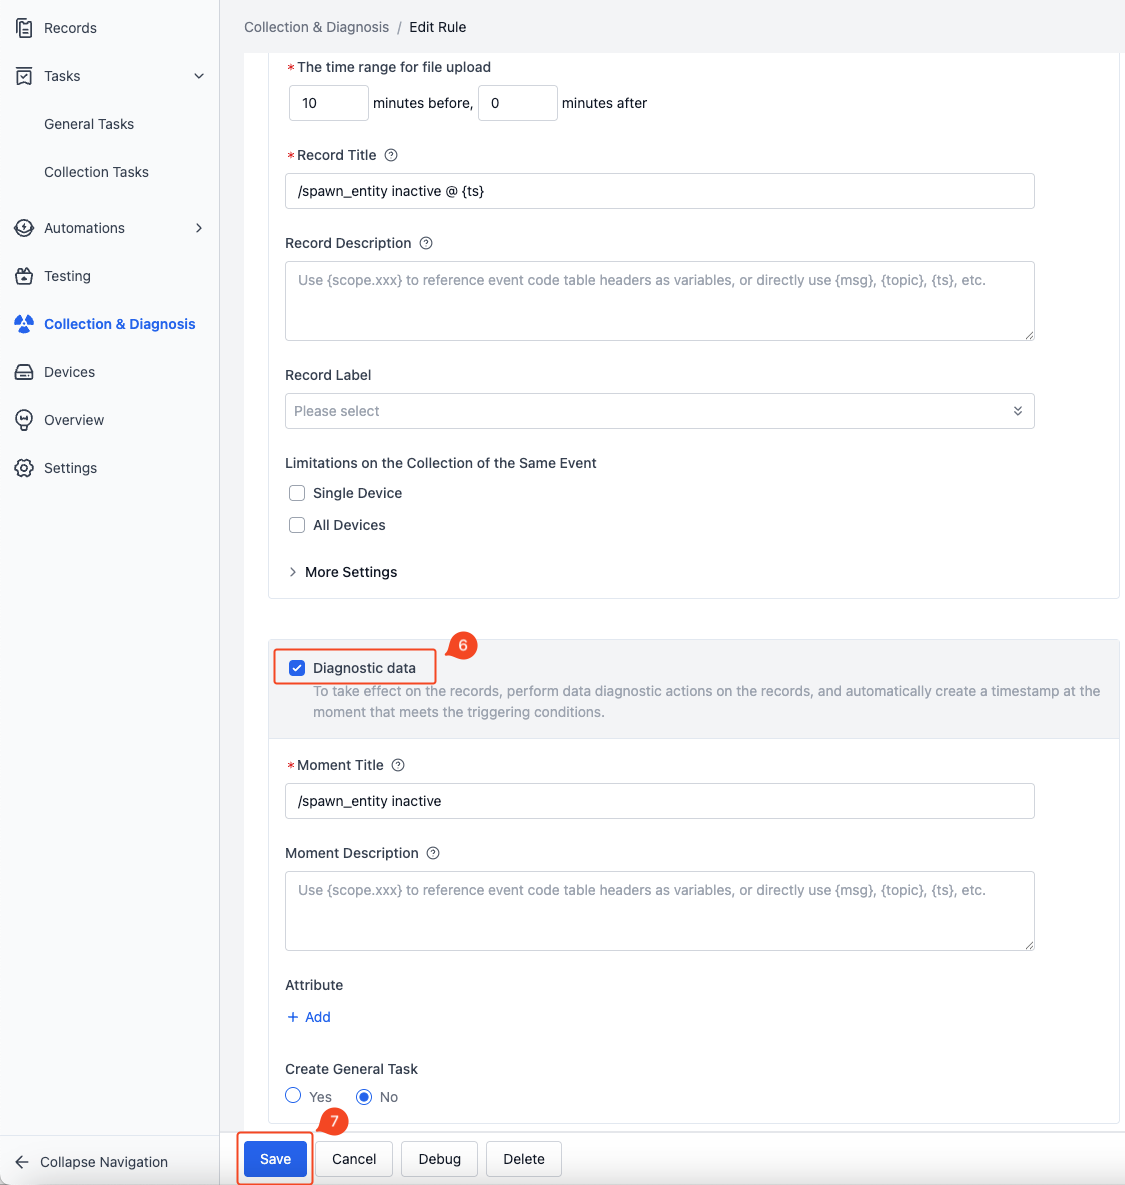 Records
Tasks
General Tasks
Collection Tasks
Automations
Testing
Collection & Diagnosis
Devices
Overview
Settings
Collapse Navigation
Collection & Diagnosis / Edit Rule
* The time range for file upload
10 minutes before, 0 minutes after
* Record Title
/spawn_entity inactive @ {ts}
Record Description
Use {scope.xxx} to reference event code table headers as variables, or directly use {msg}, {topic}, {ts}, etc.
Record Label
Please select
Limitations on the Collection of the Same Event
Single Device
All Devices
More Settings
6
Diagnostic data
To take effect on the records, perform data diagnostic actions on the records, and automatically create a timestamp at the
moment that meets the triggering conditions.
* Moment Title
/spawn_entity inactive
Moment Description
Use {scope.xxx} to reference event code table headers as variables, or directly use {msg}, {topic}, {ts}, etc.
Attribute
+ Add
Create General Task
Yes No
7
Save Cancel Debug Delete